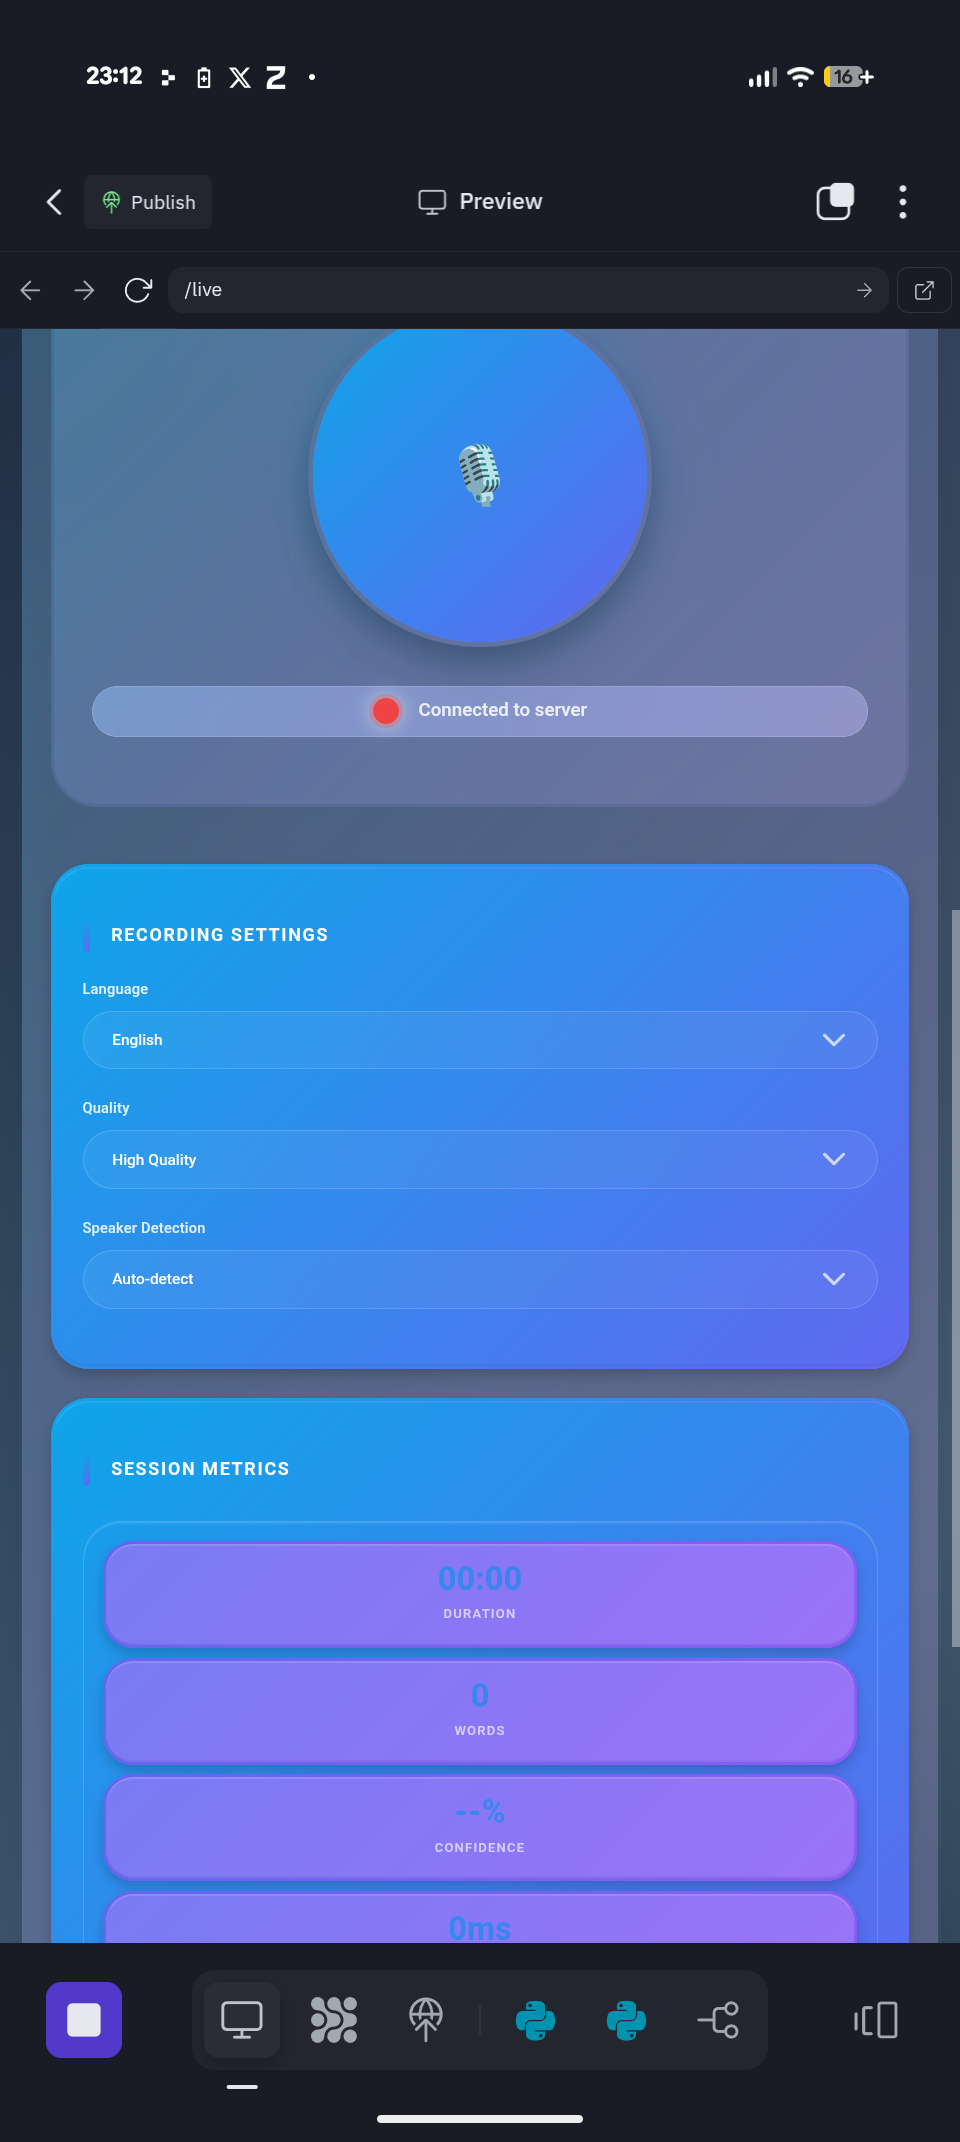 23:12
16
Publish
Preview
/live
Connected to server
RECORDING SETTINGS
Language
English
Quality
High Quality
Speaker Detection
Auto-detect
SESSION METRICS
00:00
DURATION
0
WORDS
--%
CONFIDENCE
0ms